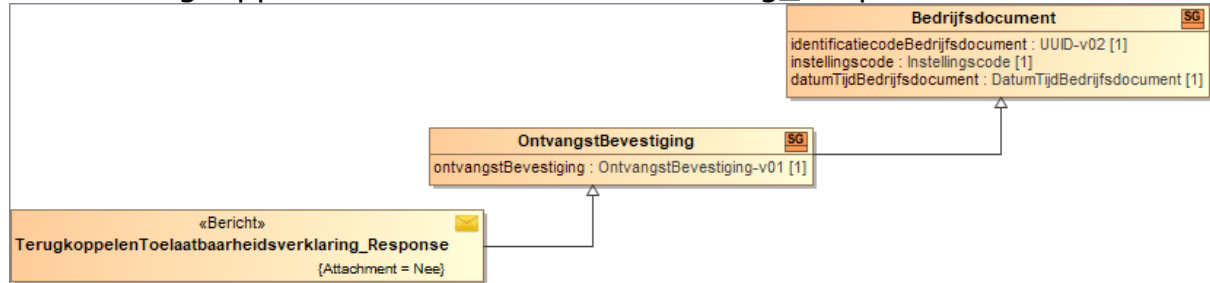 Bedrijfsdocument SG
identificatiecodeBedrijfsdocument : UUID-v02 [1]
instellingscode : Instellingscode [1]
datumTijdBedrijfsdocument : DatumTijdBedrijfsdocument [1]
OntvangstBevestiging SG
ontvangstBevestiging : OntvangstBevestiging-v01 [1]
«Bericht»
TerugkoppelenToelaatbaarheidsverklaring_Response
{Attachment = Nee}